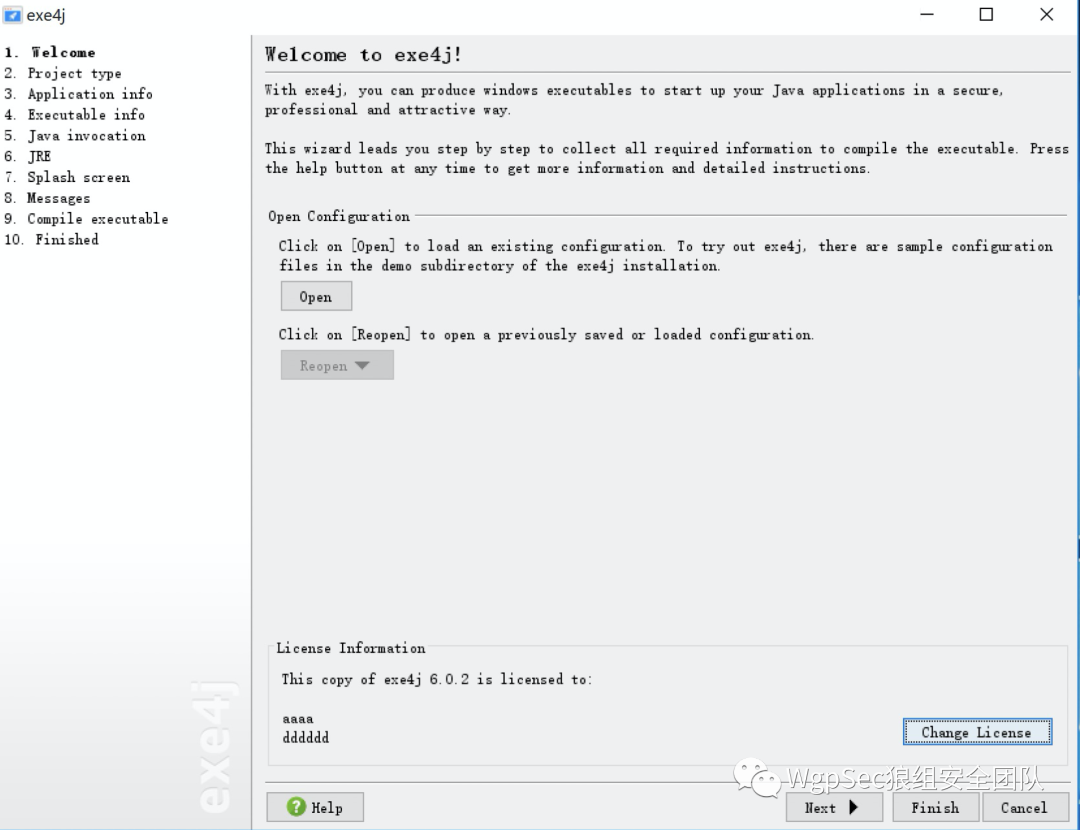 exe4j
1. Welcome
2. Project type
3. Application info
4. Executable info
5. Java invocation
6. JRE
7. Splash screen
8. Messages
9. Compile executable
10. Finished
exe4j
Welcome to exe4j!
With exe4j, you can produce windows executables to start up your Java applications in a secure,
professional and attractive way.
This wizard leads you step by step to collect all required information to compile the executable. Press
the help button at any time to get more information and detailed instructions.
Open Configuration
Click on [Open] to load an existing configuration. To try out exe4j, there are sample configuration
files in the demo subdirectory of the exe4j installation.
Open
Click on [Reopen] to open a previously saved or loaded configuration.
Reopen
License Information
This copy of exe4j 6.0.2 is licensed to:
aaaa
dddddd
Change License
WgpSec狼组安全团队
Help
Next
Finish
Cancel